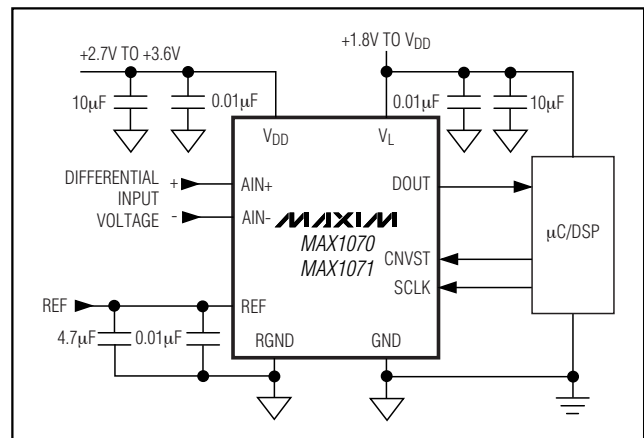 +1.8V TO VDD
+2.7V TO +3.6V
10µF
0.01µF
0.01µF
10µF
VDD
VL
DIFFERENTIAL
INPUT
VOLTAGE
+
-
AIN+
AIN-
DOUT
MAXIM
MAX1070
MAX1071
µC/DSP
CNVST
SCLK
REF
REF
4.7µF
0.01µF
RGND
GND